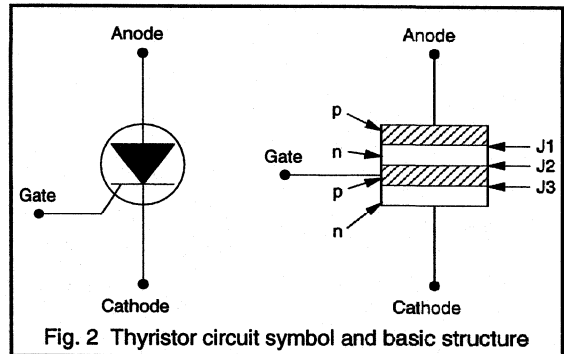 Anode
Gate
Cathode
Anode
p
n
Gate
p
n
J1
J2
J3
Cathode
Fig. 2 Thyristor circuit symbol and basic structure